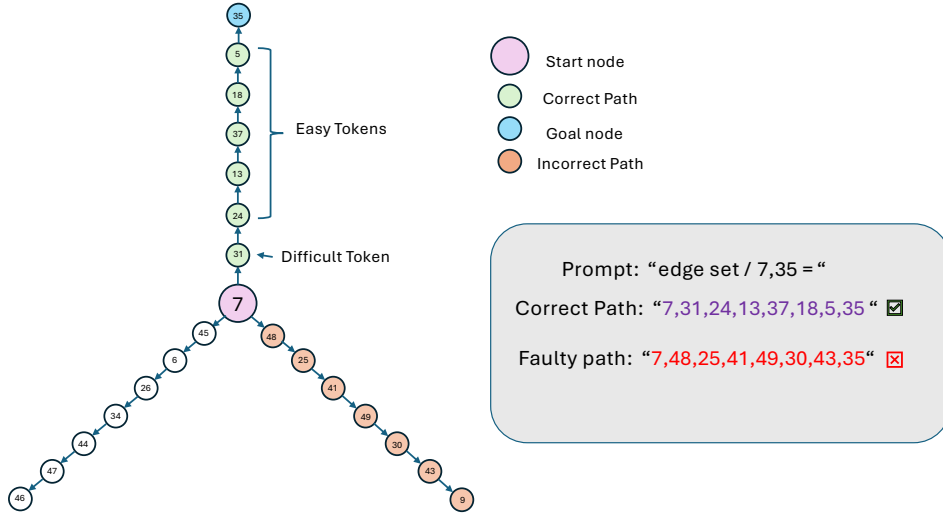 35
5
18
37
13
24
31
7
Easy Tokens
Difficult Token
45
6
26
34
44
47
46
48
25
41
49
30
43
9
Start node
Correct Path
Goal node
Incorrect Path
Prompt: “edge set / 7,35 = “
Correct Path: “7,31,24,13,37,18,5,35 “
Faulty path: “7,48,25,41,49,30,43,35“